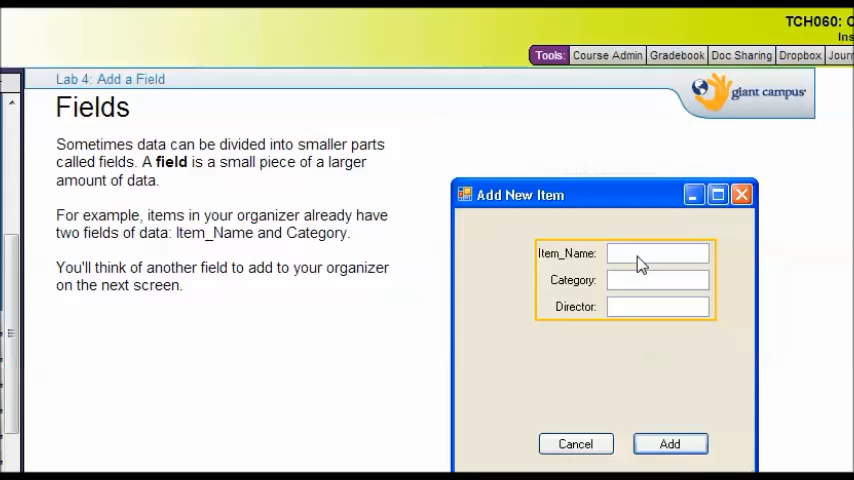 TCH060: C
Ins
Tools: Course Admin Gradebook Doc Sharing Dropbox Jour
Lab 4: Add a Field
giant campus
Fields
Sometimes data can be divided into smaller parts
called fields. A field is a small piece of a larger
amount of data.
For example, items in your organizer already have
two fields of data: Item_Name and Category.
You'll think of another field to add to your organizer
on the next screen.
Add New Item
Item_Name:
Category:
Director:
Cancel Add